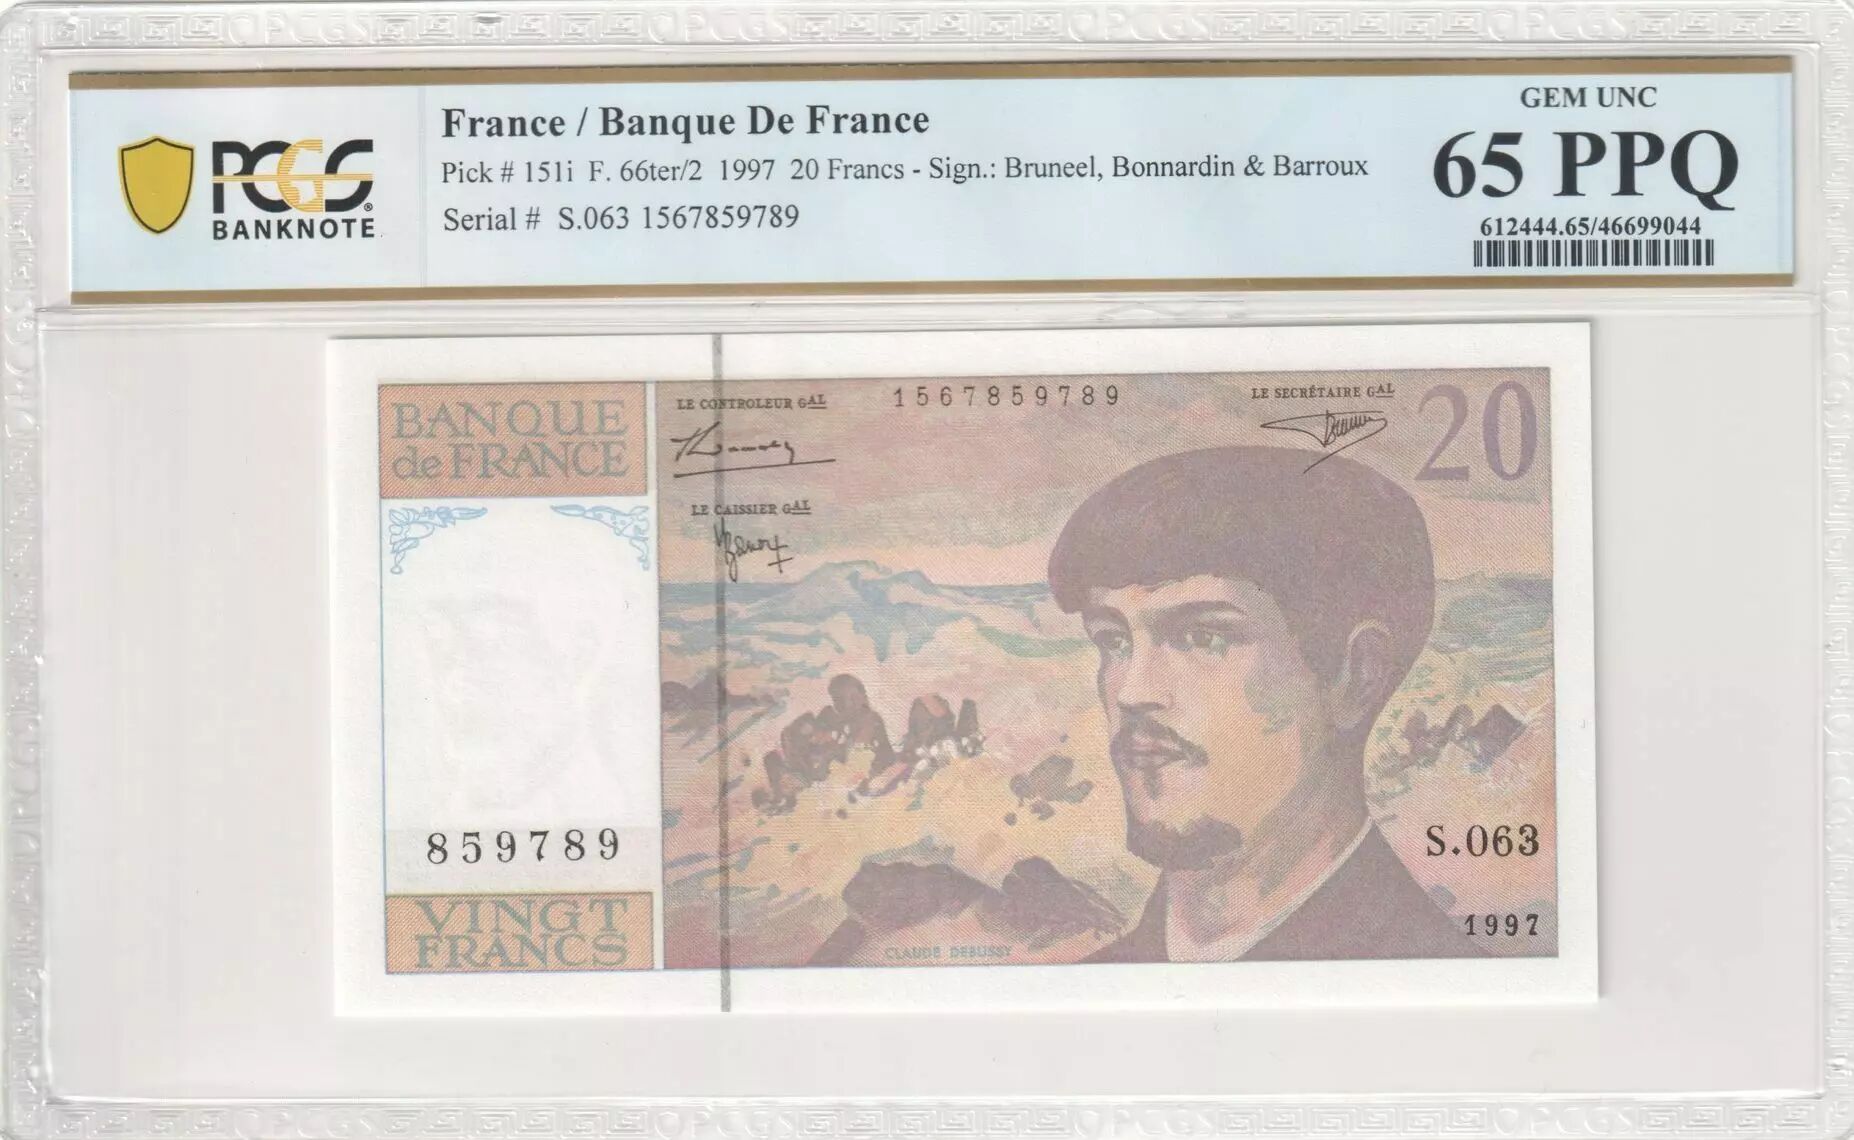 France / Banque De France
Pick # 151i F. 66ter/2 1997 20 Francs - Sign.: Bruneel, Bonnardin & Barroux
Serial # S.063 1567859789
PCGS
BANKNOTE
GEM UNC
65 PPQ
612444.65/46699044
BANQUE
de FRANCE
LE CONTROLEUR GAL
1567859789
LE SECRÉTAIRE GAL
20
LE CAISSIER GAL
859789
S.063
1997
VINGT
FRANCS
CLAUDE DEBUSSY